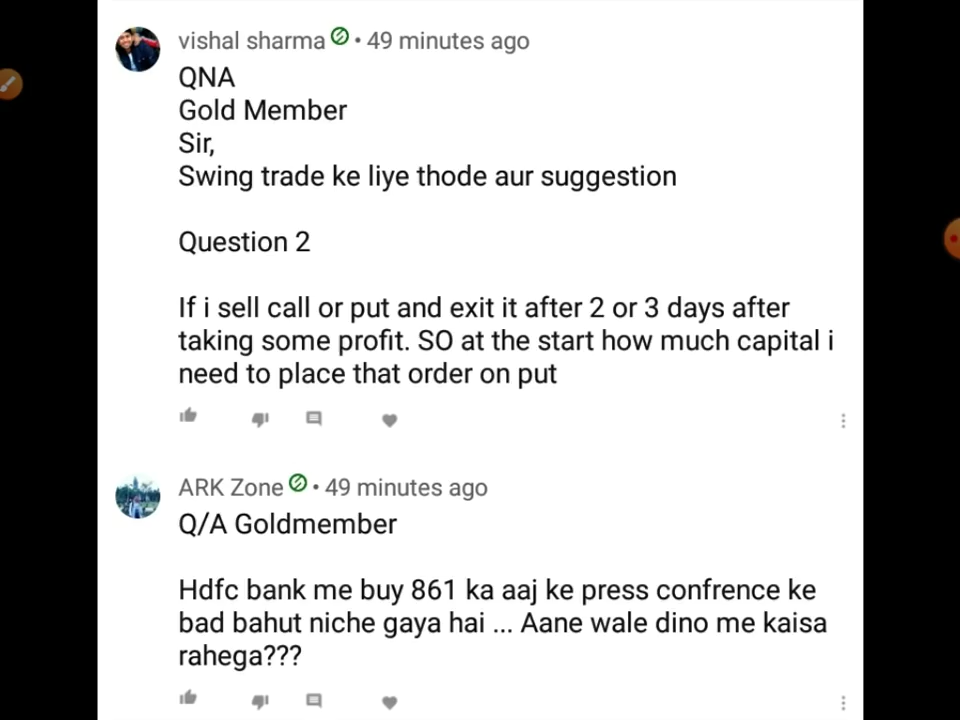 vishal sharma • 49 minutes ago
QNA
Gold Member
Sir,
Swing trade ke liye thode aur suggestion
Question 2
If i sell call or put and exit it after 2 or 3 days after
taking some profit. SO at the start how much capital i
need to place that order on put
ARK Zone • 49 minutes ago
Q/A Goldmember
Hdfc bank me buy 861 ka aaj ke press confrence ke
bad bahut niche gaya hai ... Aane wale dino me kaisa
rahega???